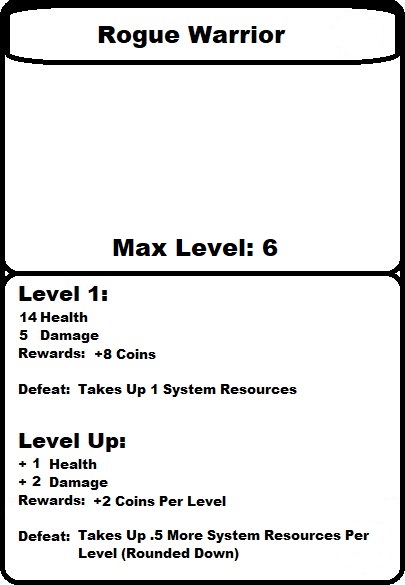 Rogue Warrior
Max Level: 6
Level 1:
14 Health
5 Damage
Rewards: +8 Coins
Defeat: Takes Up 1 System Resources
Level Up:
+ 1 Health
+ 2 Damage
Rewards: +2 Coins Per Level
Defeat: Takes Up .5 More System Resources Per
Level (Rounded Down)